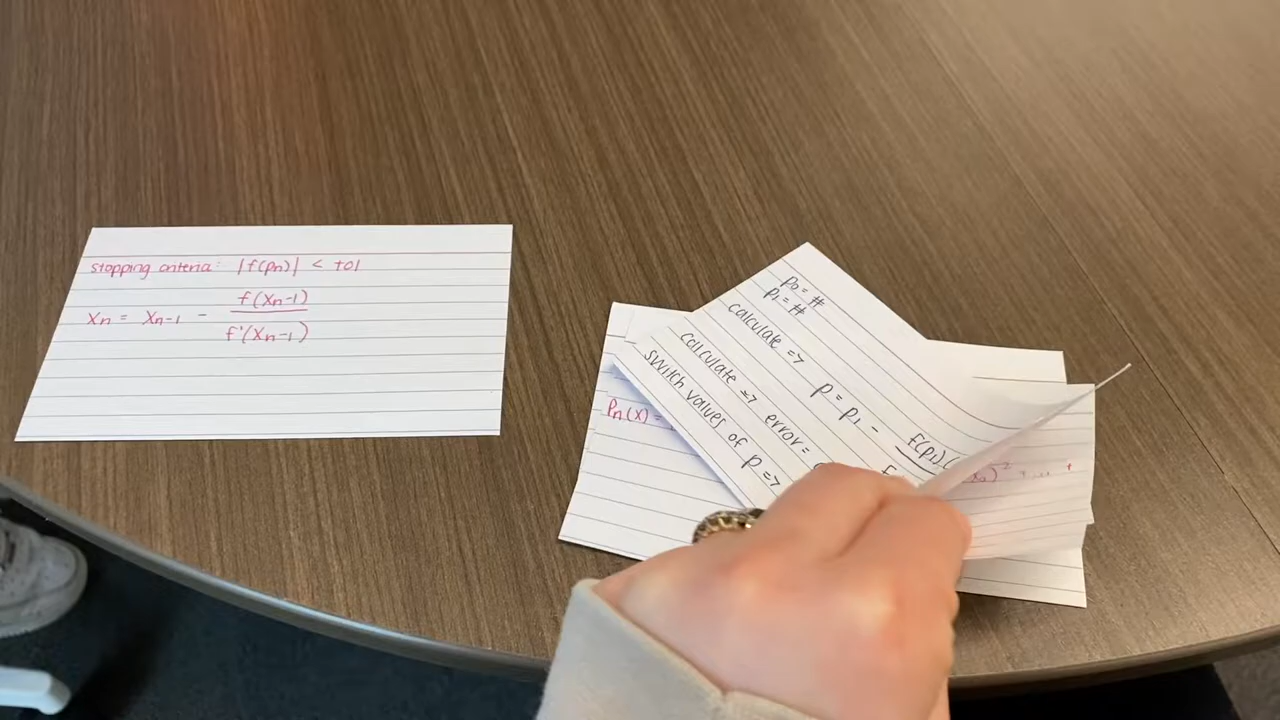 stopping criteria: |f(pn)| < tol
xn = xn-1 - f(xn-1)
f'(xn-1)
p0 = #
p1 = #
calculate => p = p1 - f(p1)(
calculate => error =
switch values of p =>
Pn(x) =